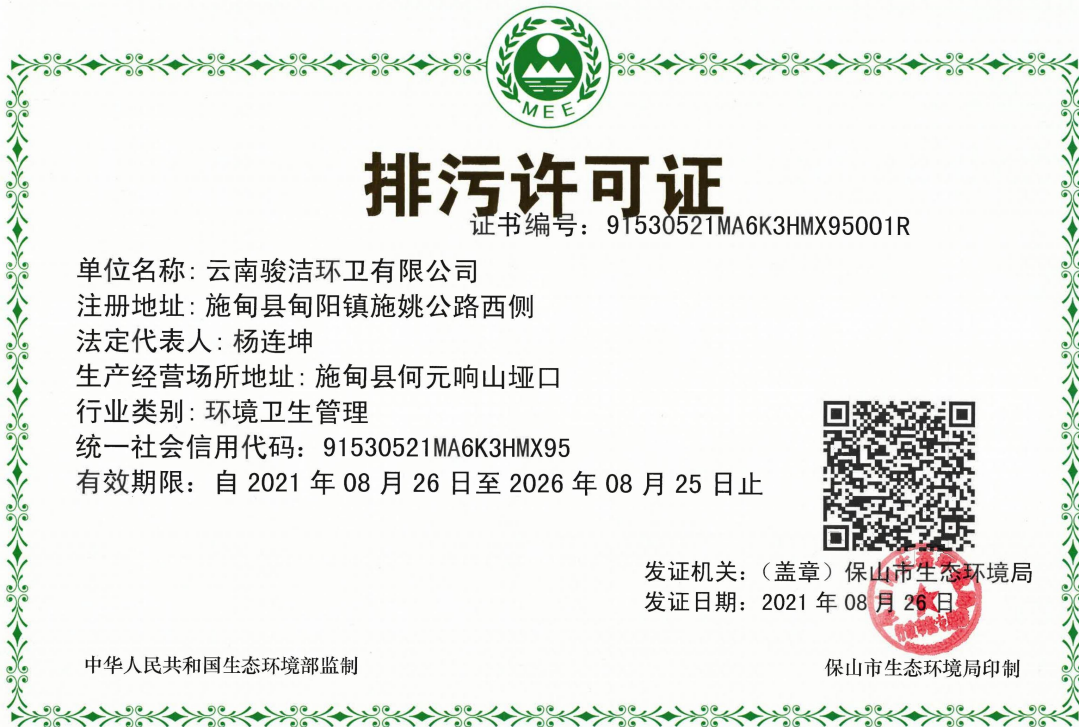 MEE
排污许可证
证书编号：91530521MA6K3HMX95001R
单位名称：云南骏洁环卫有限公司
注册地址：施甸县甸阳镇施姚公路西侧
法定代表人：杨连坤
生产经营场所地址：施甸县何元响山垭口
行业类别：环境卫生管理
统一社会信用代码：91530521MA6K3HMX95
有效期限：自 2021 年 08 月 26 日至 2026 年 08 月 25 日止
发证机关：（盖章）保山市生态环境局
发证日期：2021 年 08 月 26 日
中华人民共和国生态环境部监制
保山市生态环境局印制